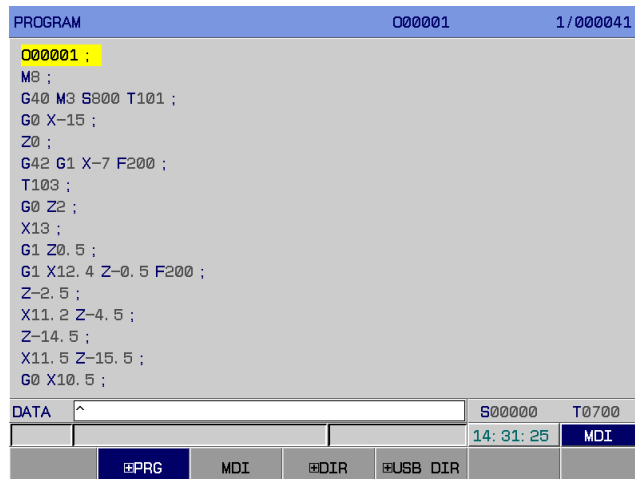 PROGRAM O00001 1/000041
O00001 ;
M8 ;
G40 M3 S800 T101 ;
G0 X-15 ;
Z0 ;
G42 G1 X-7 F200 ;
T103 ;
G0 Z2 ;
X13 ;
G1 Z0.5 ;
G1 X12.4 Z-0.5 F200 ;
Z-2.5 ;
X11.2 Z-4.5 ;
Z-14.5 ;
X11.5 Z-15.5 ;
G0 X10.5 ;
DATA ^ S00000 T0700
14:31:25 MDI
⊞PRG MDI ⊞DIR ⊞USB DIR